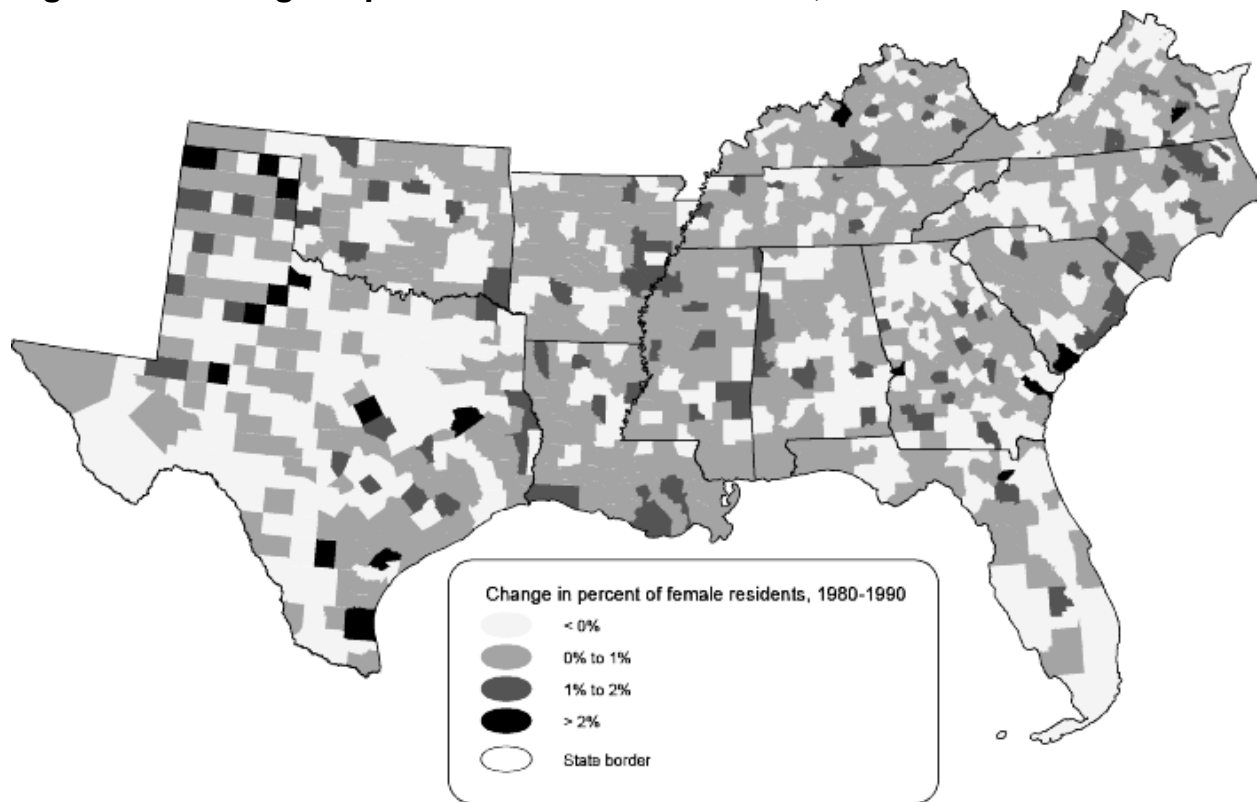 Change in percent of female residents, 1980-1990
< 0%
0% to 1%
1% to 2%
> 2%
State border